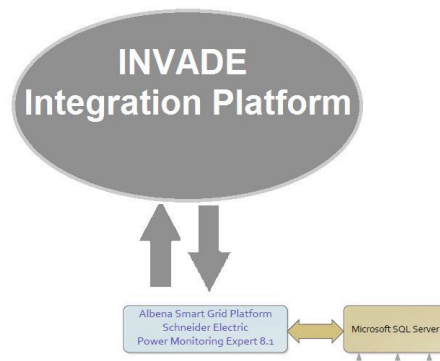 INVADE
Integration Platform
Albena Smart Grid Platform
Schneider Electric
Power Monitoring Expert 8.1
Microsoft SQL Server